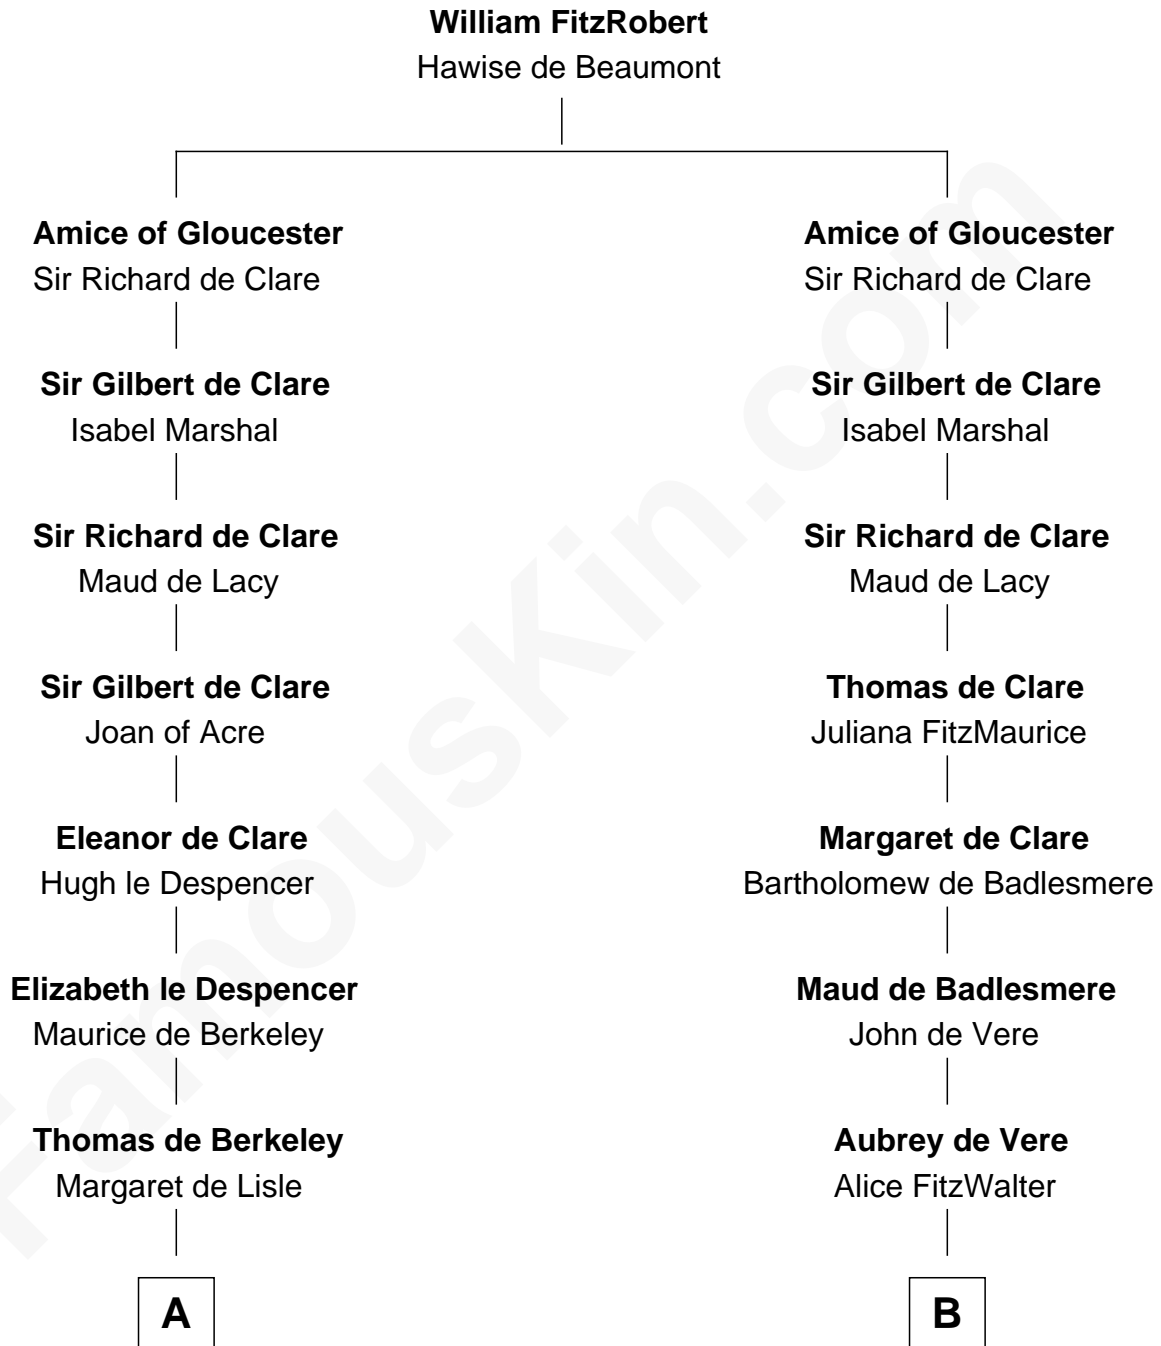 William FitzRobert
Hawise de Beaumont
Amice of Gloucester
Sir Richard de Clare
Amice of Gloucester
Sir Richard de Clare
Sir Gilbert de Clare
Isabel Marshal
Sir Gilbert de Clare
Isabel Marshal
Sir Richard de Clare
Maud de Lacy
Sir Richard de Clare
Maud de Lacy
Sir Gilbert de Clare
Joan of Acre
Thomas de Clare
Juliana FitzMaurice
Eleanor de Clare
Hugh le Despencer
Margaret de Clare
Bartholomew de Badlesmere
Elizabeth le Despencer
Maurice de Berkeley
Maud de Badlesmere
John de Vere
Thomas de Berkeley
Margaret de Lisle
Aubrey de Vere
Alice FitzWalter
A
B
FamousKin.com